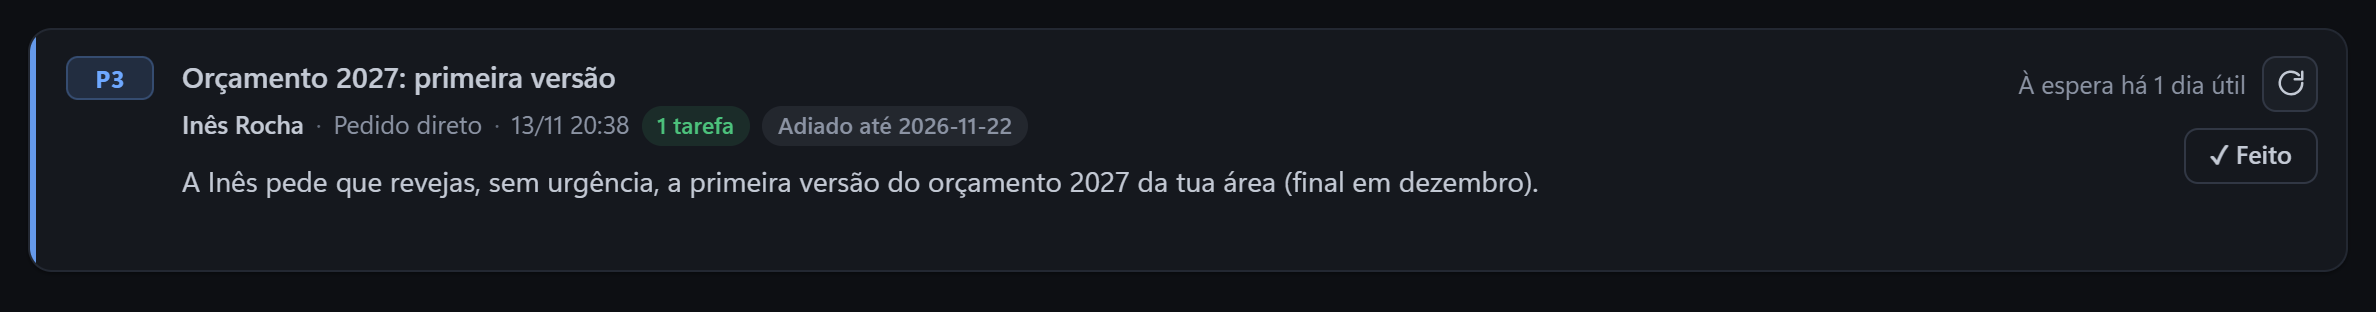 P3 Orçamento 2027: primeira versão À espera há 1 dia útil
Inês Rocha · Pedido direto · 13/11 20:38 1 tarefa Adiado até 2026-11-22
✓ Feito
A Inês pede que revejas, sem urgência, a primeira versão do orçamento 2027 da tua área (final em dezembro).